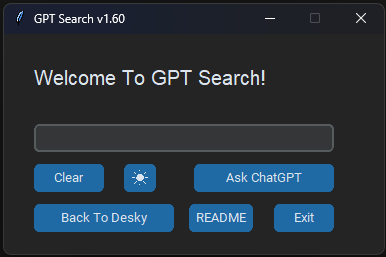 GPT Search v1.60
Welcome To GPT Search!
Clear Ask ChatGPT
Back To Desky README Exit